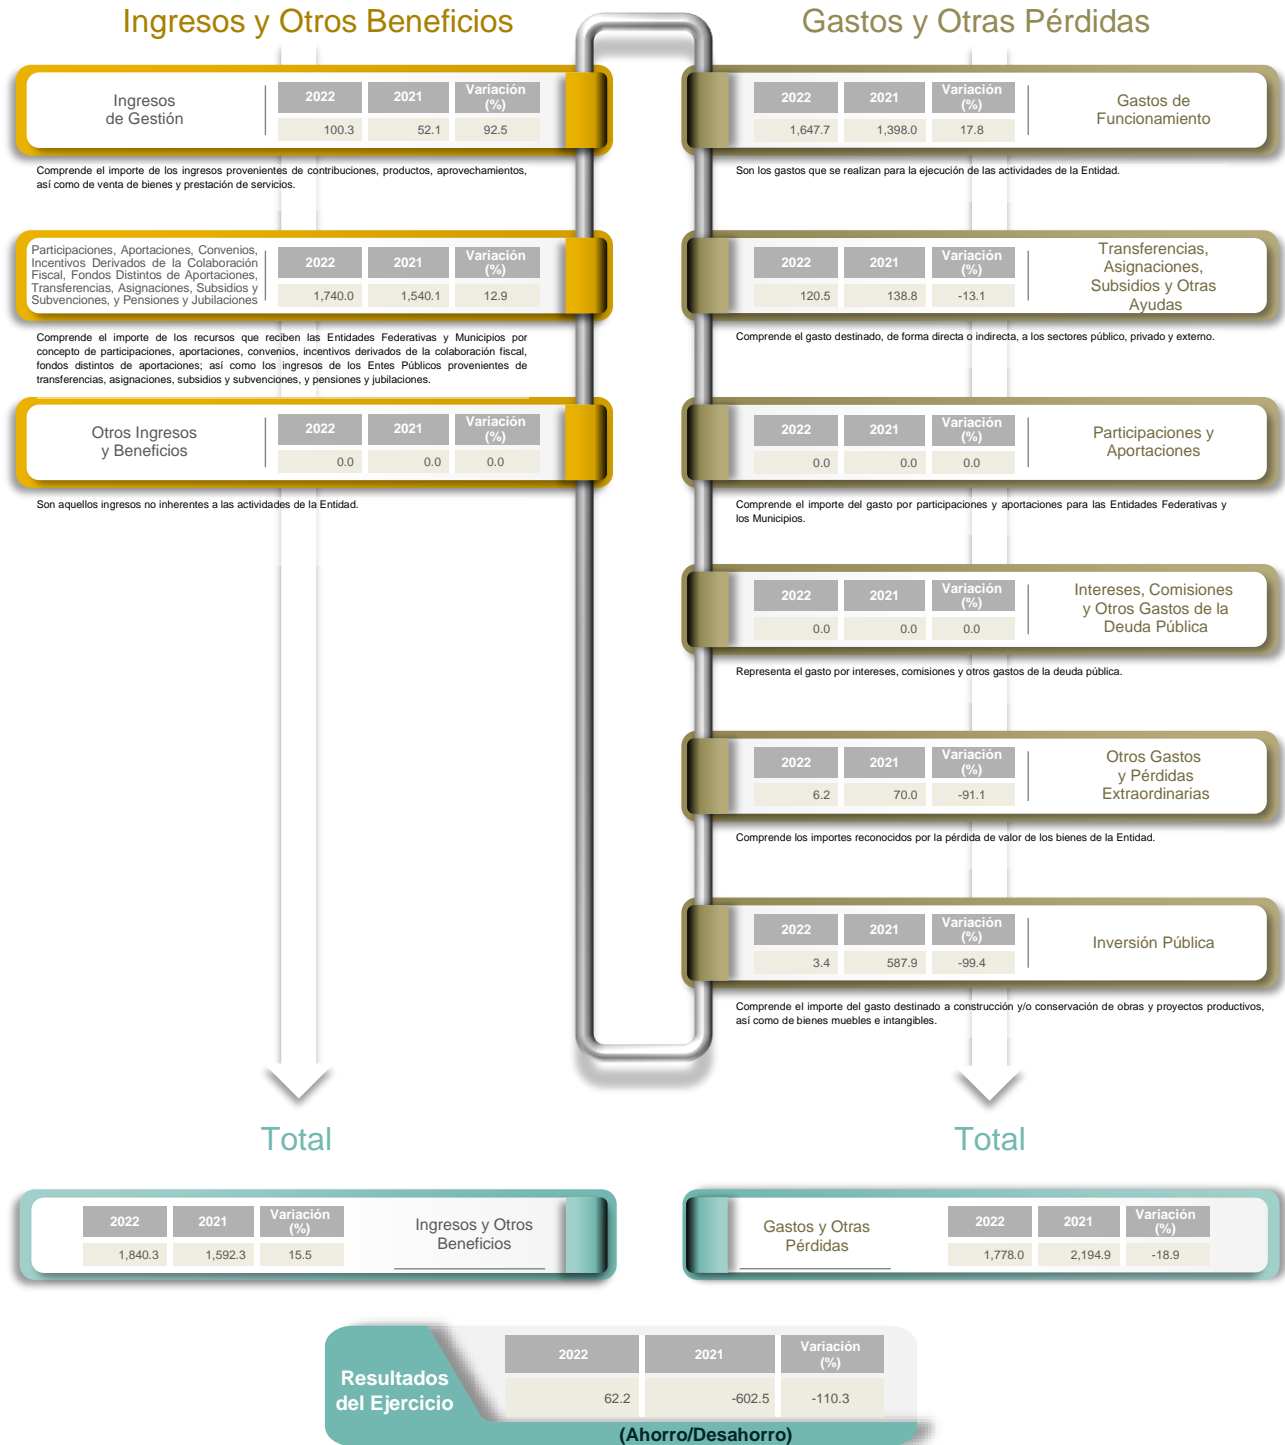 Ingresos y Otros Beneficios
Ingresos
de Gestión
2022 2021 Variación
(%)
100.3 52.1 92.5
Comprende el importe de los ingresos provenientes de contribuciones, productos, aprovechamientos,
así como de venta de bienes y prestación de servicios.
Participaciones, Aportaciones, Convenios,
Incentivos Derivados de la Colaboración
Fiscal, Fondos Distintos de Aportaciones,
Transferencias, Asignaciones, Subsidios y
Subvenciones, y Pensiones y Jubilaciones
2022 2021 Variación
(%)
1,740.0 1,540.1 12.9
Comprende el importe de los recursos que reciben las Entidades Federativas y Municipios por
concepto de participaciones, aportaciones, convenios, incentivos derivados de la colaboración fiscal,
fondos distintos de aportaciones; así como los ingresos de los Entes Públicos provenientes de
transferencias, asignaciones, subsidios y subvenciones, y pensiones y jubilaciones.
Otros Ingresos
y Beneficios
2022 2021 Variación
(%)
0.0 0.0 0.0
Son aquellos ingresos no inherentes a las actividades de la Entidad.
Gastos y Otras Pérdidas
2022 2021 Variación
(%)
1,647.7 1,398.0 17.8
Gastos de
Funcionamiento
Son los gastos que se realizan para la ejecución de las actividades de la Entidad.
2022 2021 Variación
(%)
120.5 138.8 -13.1
Transferencias,
Asignaciones,
Subsidios y Otras
Ayudas
Comprende el gasto destinado, de forma directa o indirecta, a los sectores público, privado y externo.
2022 2021 Variación
(%)
0.0 0.0 0.0
Participaciones y
Aportaciones
Comprende el importe del gasto por participaciones y aportaciones para las Entidades Federativas y
los Municipios.
2022 2021 Variación
(%)
0.0 0.0 0.0
Intereses, Comisiones
y Otros Gastos de la
Deuda Pública
Representa el gasto por intereses, comisiones y otros gastos de la deuda pública.
2022 2021 Variación
(%)
6.2 70.0 -91.1
Otros Gastos
y Pérdidas
Extraordinarias
Comprende los importes reconocidos por la pérdida de valor de los bienes de la Entidad.
2022 2021 Variación
(%)
3.4 587.9 -99.4
Inversión Pública
Comprende el importe del gasto destinado a construcción y/o conservación de obras y proyectos productivos,
así como de bienes muebles e intangibles.
Total
2022 2021 Variación
(%)
1,840.3 1,592.3 15.5
Ingresos y Otros
Beneficios
Total
Gastos y Otras
Pérdidas
2022 2021 Variación
(%)
1,778.0 2,194.9 -18.9
Resultados
del Ejercicio
2022 2021 Variación
(%)
62.2 -602.5 -110.3
(Ahorro/Desahorro)